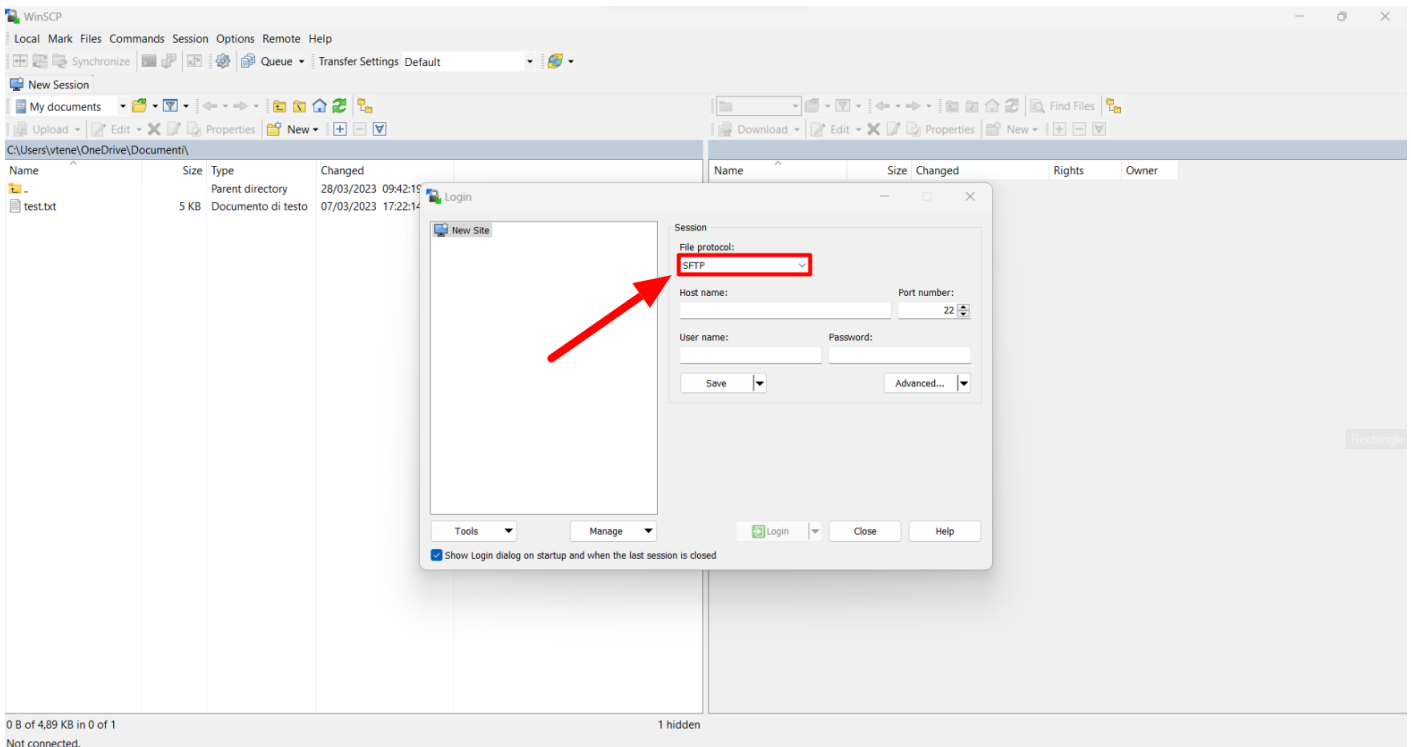 WinSCP
Local Mark Files Commands Session Options Remote Help
Synchronize Queue Transfer Settings Default
New Session
My documents Find Files
Upload Edit Properties New Download Edit Properties New
C:\Users\vtene\OneDrive\Documenti\
Name Size Type Changed Name Size Changed Rights Owner
.. Parent directory 28/03/2023 09:42:19
test.txt 5 KB Documento di testo 07/03/2023 17:22:14
Login
New Site
Session
File protocol:
SFTP
Host name: Port number:
22
User name: Password:
Save Advanced...
Rectangle
Tools Manage Login Close Help
Show Login dialog on startup and when the last session is closed
0 B of 4,89 KB in 0 of 1 1 hidden
Not connected.